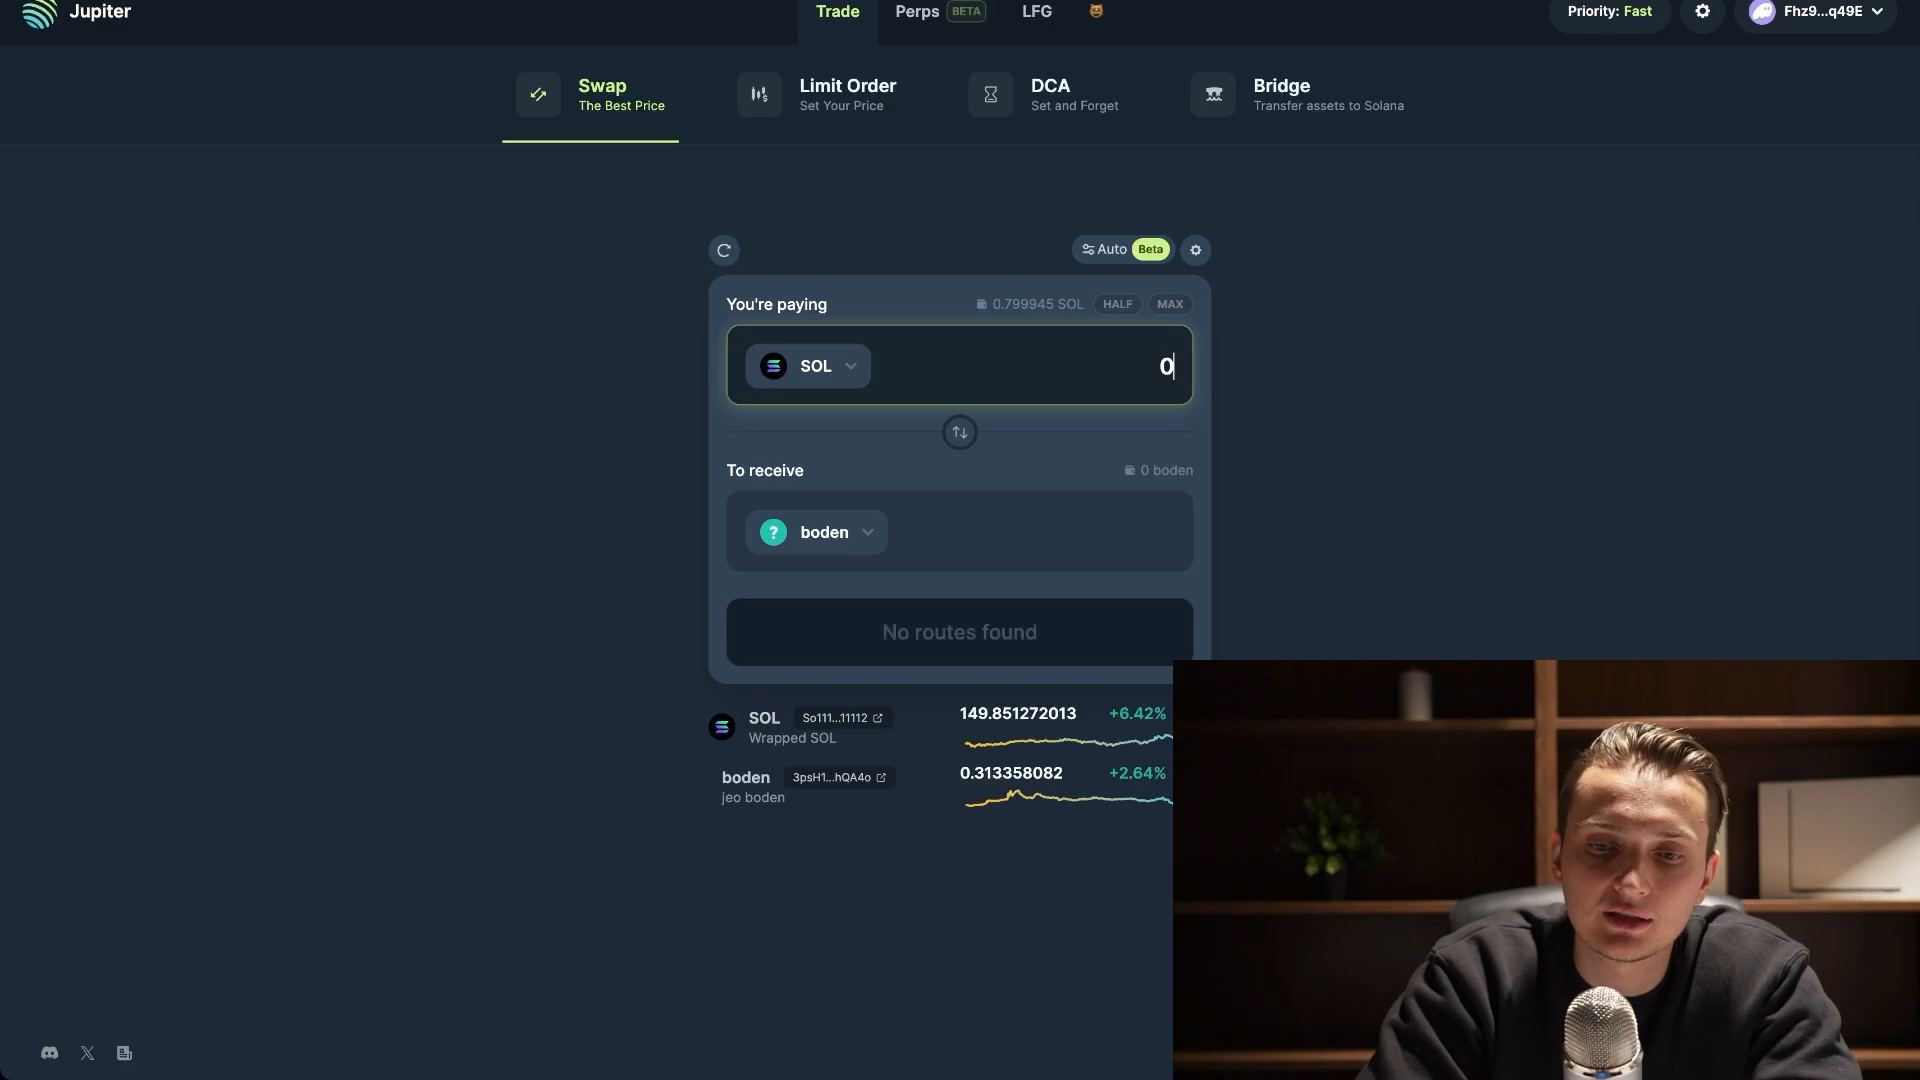 Jupiter
Trade
Perps BETA
LFG
Priority: Fast
Fhz9...q49E
Swap
The Best Price
Limit Order
Set Your Price
DCA
Set and Forget
Bridge
Transfer assets to Solana
Auto Beta
You're paying
0.799945 SOL HALF MAX
SOL
0
To receive
0 boden
? boden
No routes found
SOL So111...11112
Wrapped SOL
149.851272013 +6.42%
boden 3psH1...hQA4o
jeo boden
0.313358082 +2.64%